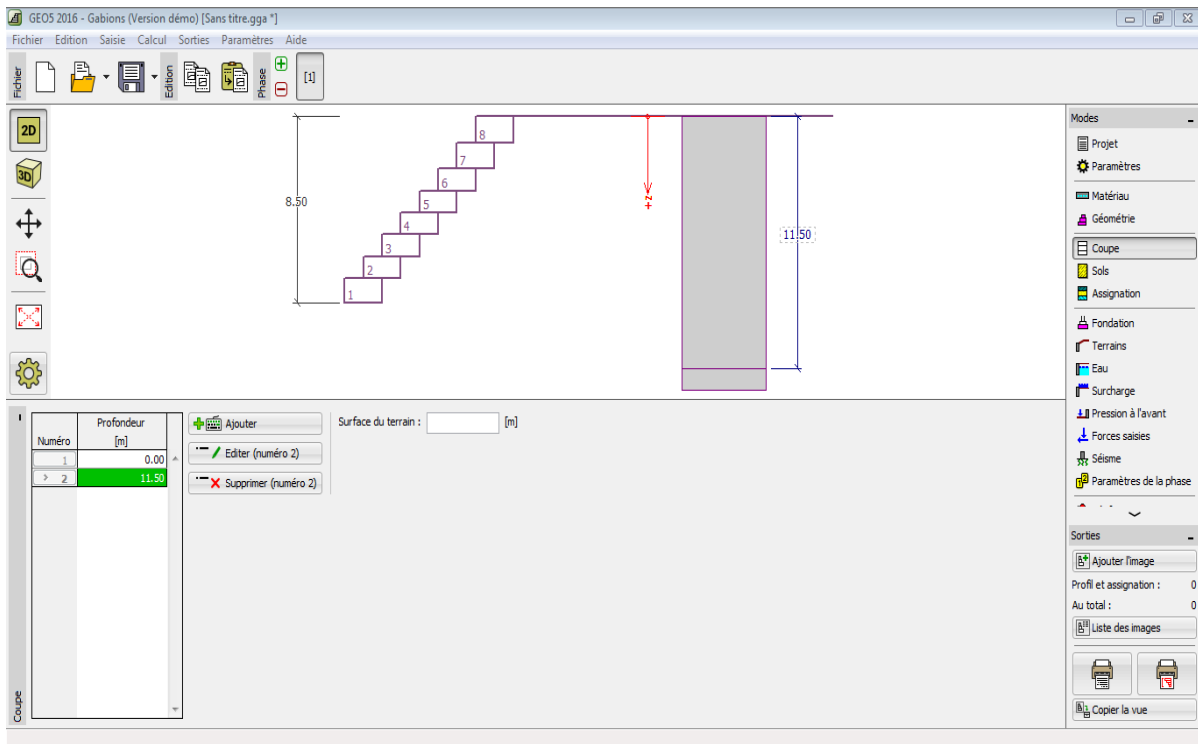 GEO5 2016 - Gabions (Version démo) [Sans titre.gga *]
Fichier Edition Saisie Calcul Sorties Paramètres Aide
Fichier
Edition
Phase
[1]
2D
3D
8.50
1
2
3
4
5
6
7
8
+z
11.50
Modes
Projet
Paramètres
Matériau
Géométrie
Coupe
Sols
Assignation
Fondation
Terrains
Eau
Surcharge
Pression à l'avant
Forces saisies
Séisme
Paramètres de la phase
Sorties
Ajouter l'image
Profil et assignation : 0
Au total : 0
Liste des images
Copier la vue
Coupe
Numéro Profondeur [m]
1 0.00
> 2 11.50
Ajouter
Editer (numéro 2)
Supprimer (numéro 2)
Surface du terrain : [m]